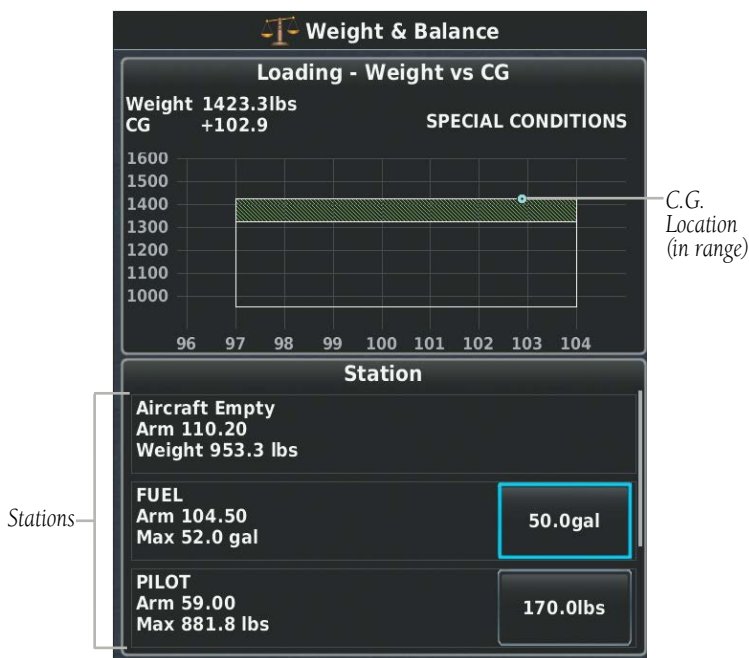 Weight & Balance
Loading - Weight vs CG
Weight 1423.3lbs
CG +102.9
SPECIAL CONDITIONS
1600
1500
1400
1300
1200
1100
1000
96 97 98 99 100 101 102 103 104
C.G.
Location
(in range)
Station
Aircraft Empty
Arm 110.20
Weight 953.3 lbs
Stations
FUEL
Arm 104.50
Max 52.0 gal
50.0gal
PILOT
Arm 59.00
Max 881.8 lbs
170.0lbs